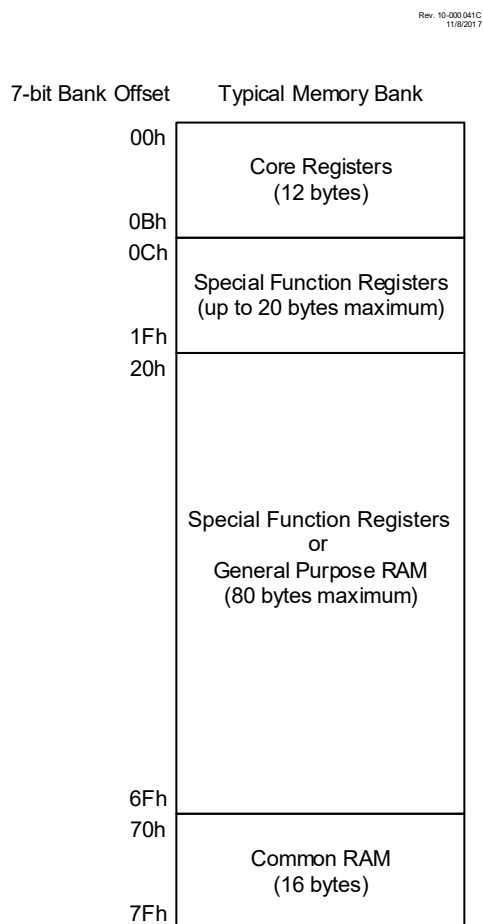 Rev. 10-000041C
11/8/2017
7-bit Bank Offset Typical Memory Bank
00h
Core Registers
(12 bytes)
0Bh
0Ch
Special Function Registers
(up to 20 bytes maximum)
1Fh
20h
Special Function Registers
or
General Purpose RAM
(80 bytes maximum)
6Fh
70h
Common RAM
(16 bytes)
7Fh